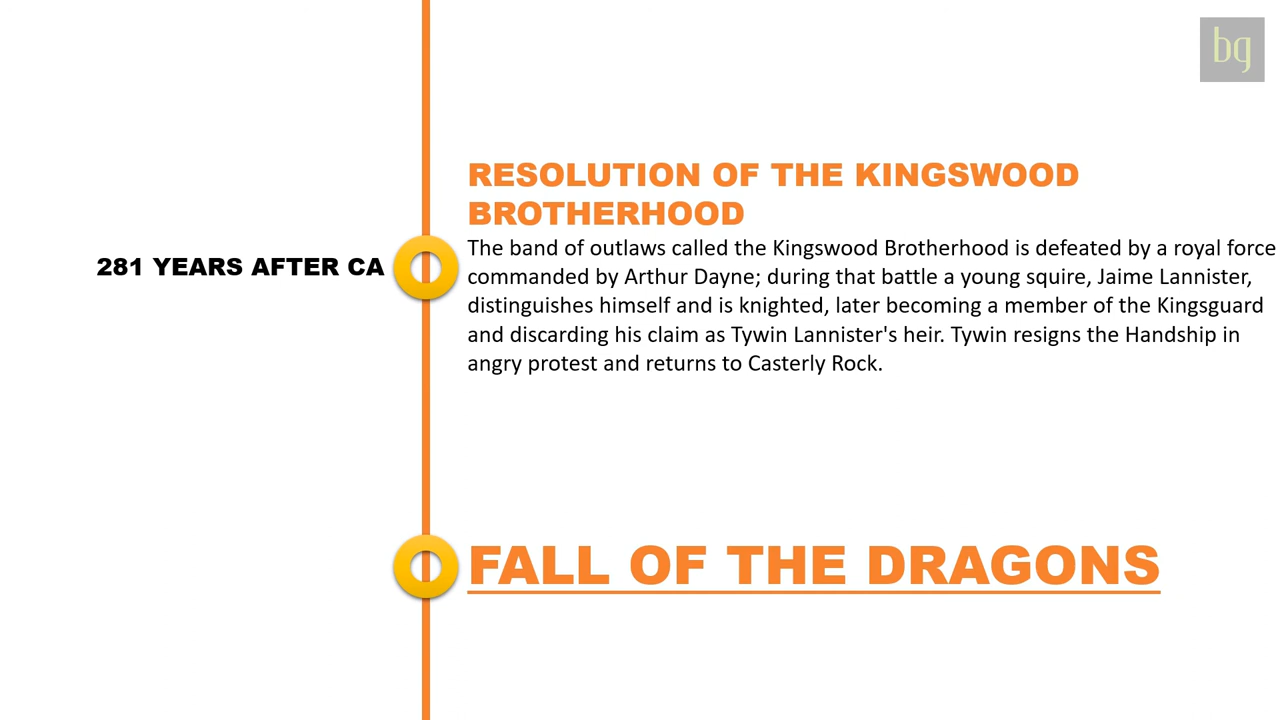 bg
RESOLUTION OF THE KINGSWOOD
BROTHERHOOD
281 YEARS AFTER CA
The band of outlaws called the Kingswood Brotherhood is defeated by a royal force
commanded by Arthur Dayne; during that battle a young squire, Jaime Lannister,
distinguishes himself and is knighted, later becoming a member of the Kingsguard
and discarding his claim as Tywin Lannister's heir. Tywin resigns the Handship in
angry protest and returns to Casterly Rock.
FALL OF THE DRAGONS